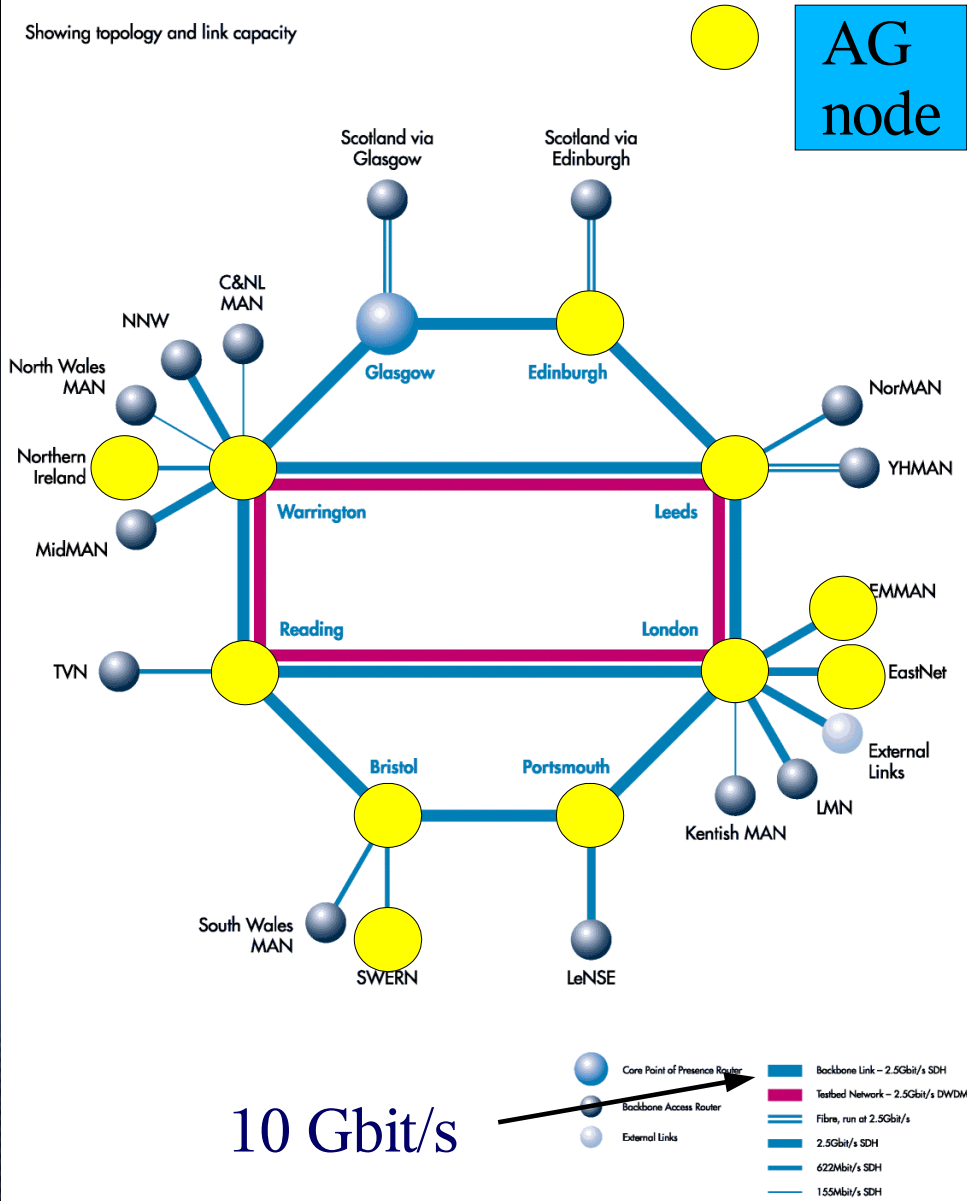 Showing topology and link capacity
AG
node
Scotland via
Glasgow
Scotland via
Edinburgh
C&NL
MAN
NNW
North Wales
MAN
Glasgow
Edinburgh
NorMAN
Northern
Ireland
YHMAN
Warrington
Leeds
MidMAN
EMMAN
Reading
London
TVN
EastNet
External
Links
Bristol
Portsmouth
LMN
Kentish MAN
South Wales
MAN
SWERN
LeNSE
10 Gbit/s
Core Point of Presence Router
Backbone Access Router
External Links
Backbone Link – 2.5Gbit/s SDH
Testbed Network – 2.5Gbit/s DWDM
Fibre, run at 2.5Gbit/s
2.5Gbit/s SDH
622Mbit/s SDH
155Mbit/s SDH